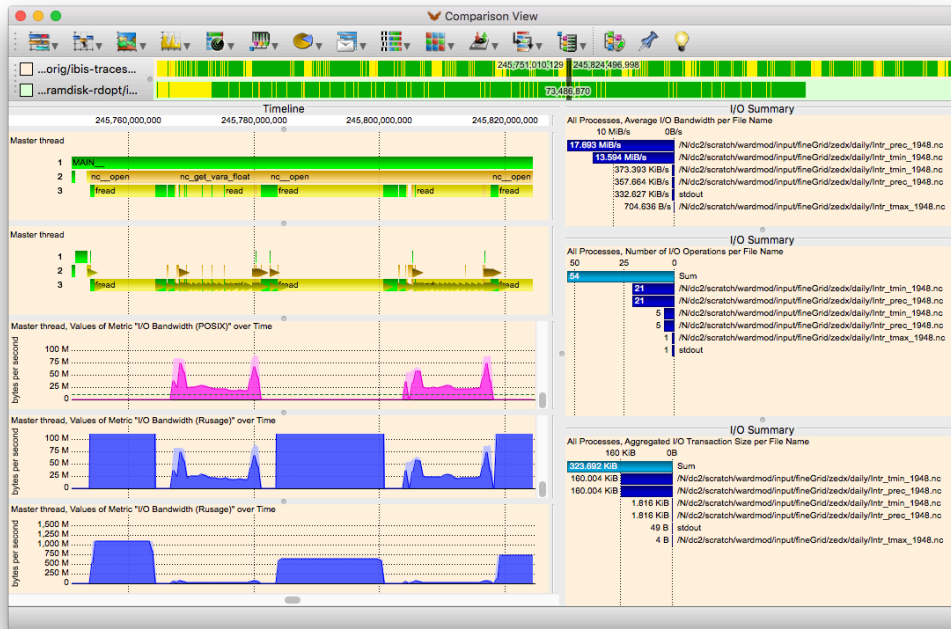 Comparison View
...orig/ibis-traces...
245,751,010,129 245,824,496,998
...ramdisk-rdopt/i...
73,486,870
Timeline
245,760,000,000 245,780,000,000 245,800,000,000 245,820,000,000
Master thread
1 MAIN__
2 nc__open nc_get_vara_float nc__open nc__open
3 fread read fread read fread
Master thread
1
2
3 fread fread fread
Master thread, Values of Metric "I/O Bandwidth (POSIX)" over Time
bytes per second
100 M
75 M
50 M
25 M
0
Master thread, Values of Metric "I/O Bandwidth (Rusage)" over Time
bytes per second
100 M
75 M
50 M
25 M
0
Master thread, Values of Metric "I/O Bandwidth (Rusage)" over Time
bytes per second
1,500 M
1,250 M
1,000 M
750 M
500 M
250 M
0
I/O Summary
All Processes, Average I/O Bandwidth per File Name
10 MiB/s 0B/s
17.693 MiB/s /N/dc2/scratch/wardmod/input/fineGrid/zedx/daily/Intr_prec_1948.nc
13.594 MiB/s /N/dc2/scratch/wardmod/input/fineGrid/zedx/daily/Intr_tmin_1948.nc
373.393 KiB/s /N/dc2/scratch/wardmod/input/fineGrid/zedx/daily/Intr_tmin_1948.nc
357.664 KiB/s /N/dc2/scratch/wardmod/input/fineGrid/zedx/daily/Intr_prec_1948.nc
332.627 KiB/s stdout
704.636 B/s /N/dc2/scratch/wardmod/input/fineGrid/zedx/daily/Intr_tmax_1948.nc
I/O Summary
All Processes, Number of I/O Operations per File Name
50 25 0
54 Sum
21 /N/dc2/scratch/wardmod/input/fineGrid/zedx/daily/Intr_tmin_1948.nc
21 /N/dc2/scratch/wardmod/input/fineGrid/zedx/daily/Intr_prec_1948.nc
5 /N/dc2/scratch/wardmod/input/fineGrid/zedx/daily/Intr_tmin_1948.nc
5 /N/dc2/scratch/wardmod/input/fineGrid/zedx/daily/Intr_prec_1948.nc
1 /N/dc2/scratch/wardmod/input/fineGrid/zedx/daily/Intr_tmax_1948.nc
1 stdout
I/O Summary
All Processes, Aggregated I/O Transaction Size per File Name
160 KiB 0B
323.692 KiB Sum
160.004 KiB /N/dc2/scratch/wardmod/input/fineGrid/zedx/daily/Intr_tmin_1948.nc
160.004 KiB /N/dc2/scratch/wardmod/input/fineGrid/zedx/daily/Intr_prec_1948.nc
1.816 KiB /N/dc2/scratch/wardmod/input/fineGrid/zedx/daily/Intr_tmin_1948.nc
1.816 KiB /N/dc2/scratch/wardmod/input/fineGrid/zedx/daily/Intr_prec_1948.nc
49 B stdout
4 B /N/dc2/scratch/wardmod/input/fineGrid/zedx/daily/Intr_tmax_1948.nc